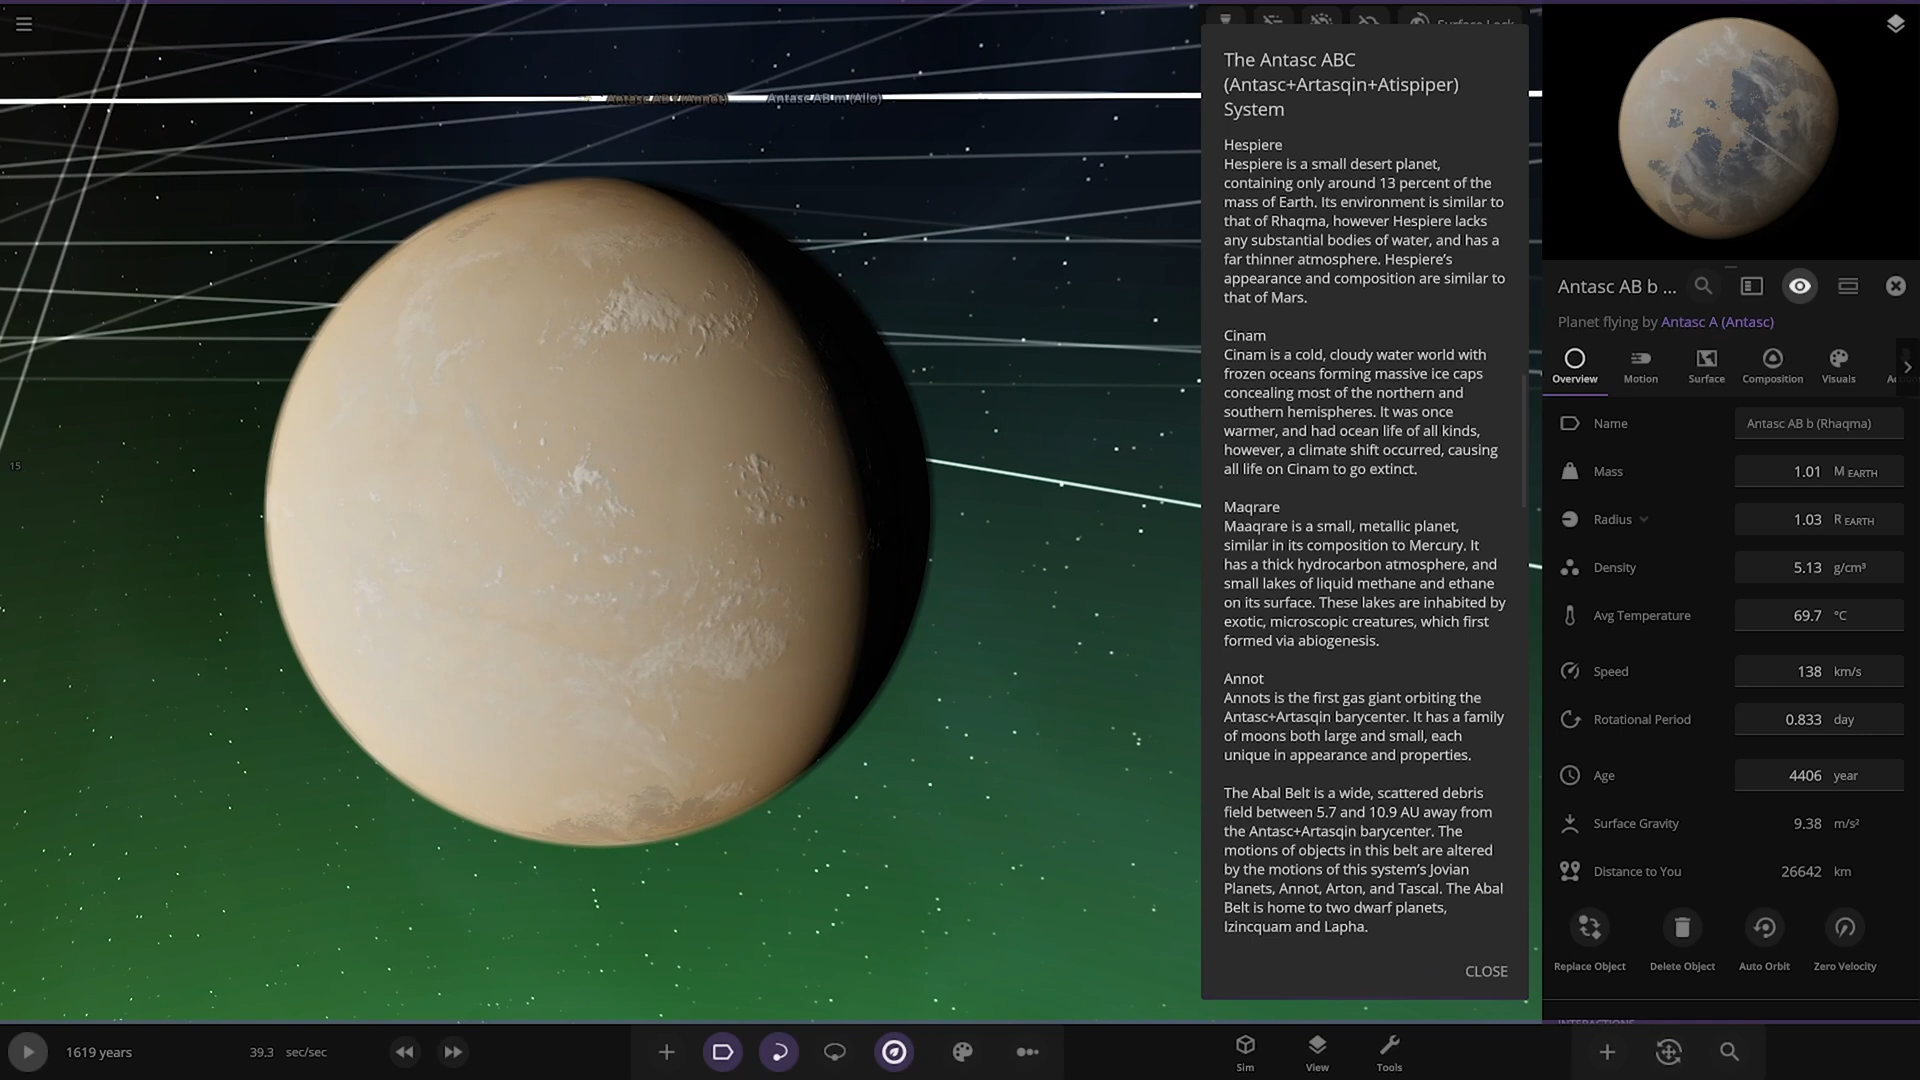 Surface Lock
Antasc AB m (Allo)
15
The Antasc ABC
(Antasc+Artasqin+Atispiper)
System
Hespiere
Hespiere is a small desert planet,
containing only around 13 percent of the
mass of Earth. Its environment is similar to
that of Rhaqma, however Hespiere lacks
any substantial bodies of water, and has a
far thinner atmosphere. Hespiere’s
appearance and composition are similar to
that of Mars.
Cinam
Cinam is a cold, cloudy water world with
frozen oceans forming massive ice caps
concealing most of the northern and
southern hemispheres. It was once
warmer, and had ocean life of all kinds,
however, a climate shift occurred, causing
all life on Cinam to go extinct.
Maqrare
Maaqrare is a small, metallic planet,
similar in its composition to Mercury. It
has a thick hydrocarbon atmosphere, and
small lakes of liquid methane and ethane
on its surface. These lakes are inhabited by
exotic, microscopic creatures, which first
formed via abiogenesis.
Annot
Annots is the first gas giant orbiting the
Antasc+Artasqin barycenter. It has a family
of moons both large and small, each
unique in appearance and properties.
The Abal Belt is a wide, scattered debris
field between 5.7 and 10.9 AU away from
the Antasc+Artasqin barycenter. The
motions of objects in this belt are altered
by the motions of this system’s Jovian
Planets, Annot, Arton, and Tascal. The Abal
Belt is home to two dwarf planets,
Izincquam and Lapha.
CLOSE
Antasc AB b ...
Planet flying by Antasc A (Antasc)
Overview Motion Surface Composition Visuals
Name Antasc AB b (Rhaqma)
Mass 1.01 M EARTH
Radius 1.03 R EARTH
Density 5.13 g/cm³
Avg Temperature 69.7 °C
Speed 138 km/s
Rotational Period 0.833 day
Age 4406 year
Surface Gravity 9.38 m/s²
Distance to You 26642 km
Replace Object Delete Object Auto Orbit Zero Velocity
INTERACTIONS
1619 years 39.3 sec/sec
Sim View Tools